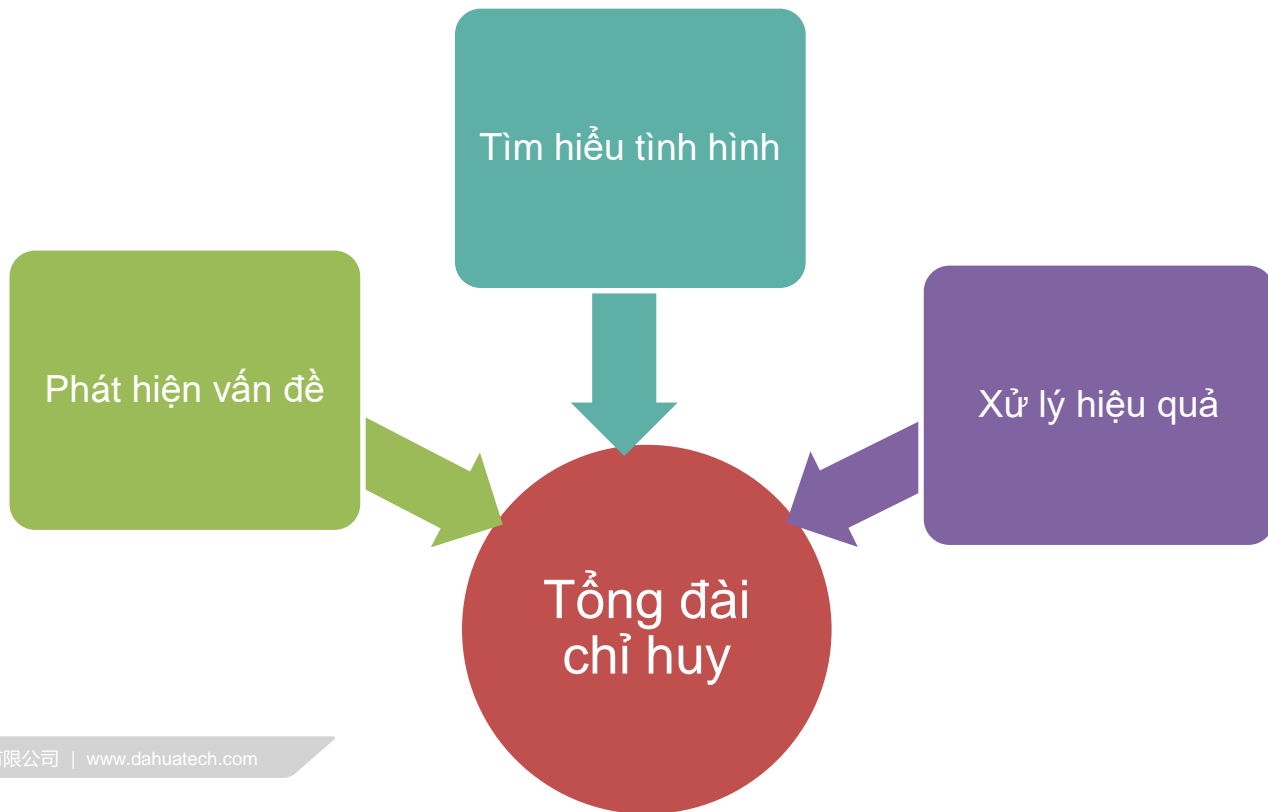 Tìm hiểu tình hình
Phát hiện vấn đề
Xử lý hiệu quả
Tổng đài
chỉ huy
限公司 | www.dahuatech.com